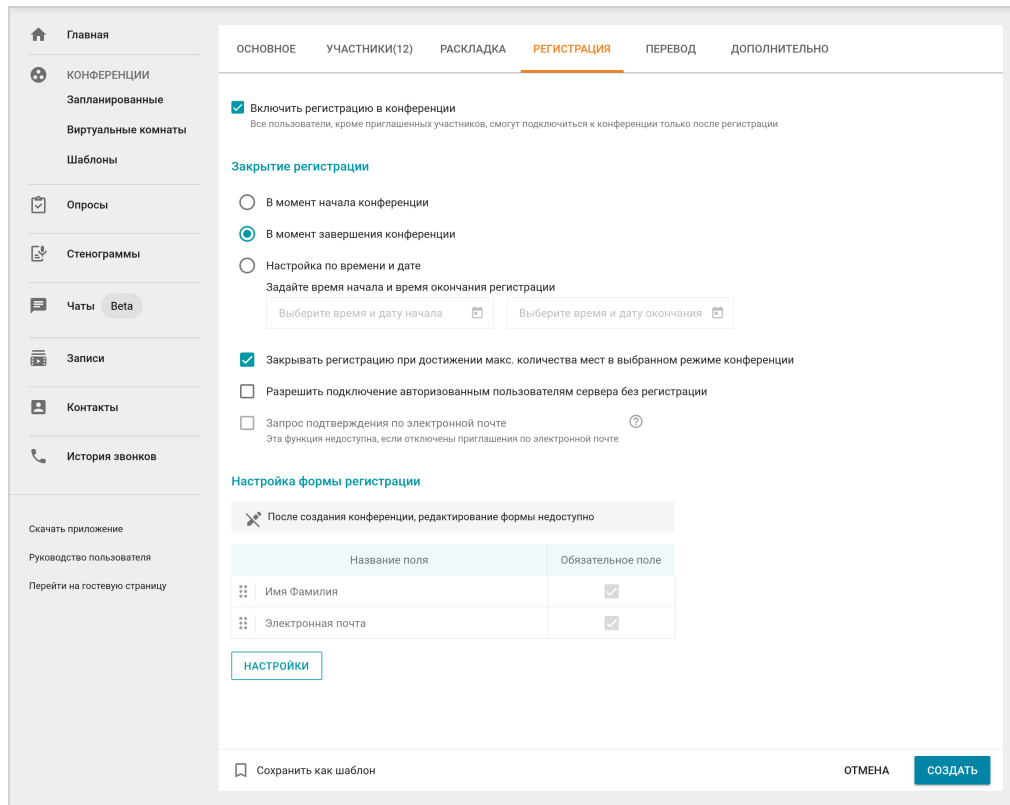 Главная
КОНФЕРЕНЦИИ
Запланированные
Виртуальные комнаты
Шаблоны
Опросы
Стенограммы
Чаты Beta
Записи
Контакты
История звонков
Скачать приложение
Руководство пользователя
Перейти на гостевую страницу
ОСНОВНОЕ УЧАСТНИКИ(12) РАСКЛАДКА РЕГИСТРАЦИЯ ПЕРЕВОД ДОПОЛНИТЕЛЬНО
Включить регистрацию в конференции
Все пользователи, кроме приглашенных участников, смогут подключиться к конференции только после регистрации
Закрытие регистрации
В момент начала конференции
В момент завершения конференции
Настройка по времени и дате
Задайте время начала и время окончания регистрации
Выберите время и дату начала Выберите время и дату окончания
Закрывать регистрацию при достижении макс. количества мест в выбранном режиме конференции
Разрешить подключение авторизованным пользователям сервера без регистрации
Запрос подтверждения по электронной почте
Эта функция недоступна, если отключены приглашения по электронной почте
Настройка формы регистрации
После создания конференции, редактирование формы недоступно
Название поля Обязательное поле
Имя Фамилия
Электронная почта
НАСТРОЙКИ
Сохранить как шаблон ОТМЕНА СОЗДАТЬ